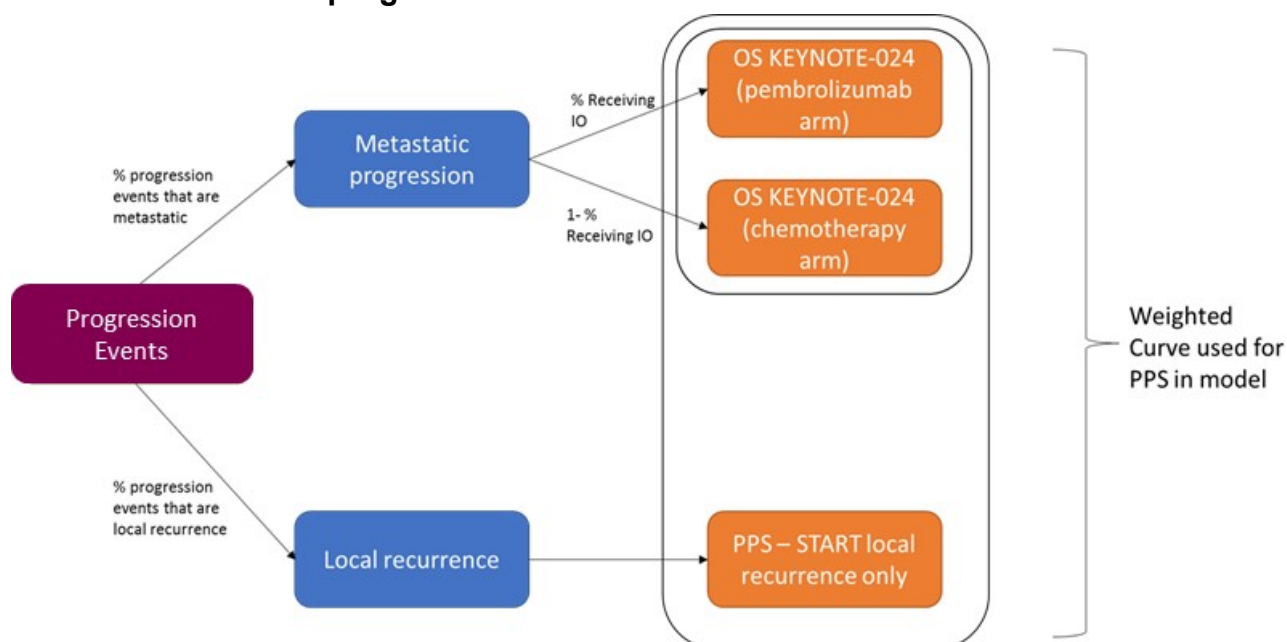 OS KEYNOTE-024
(pembrolizumab
arm)
% Receiving
IO
Metastatic
progression
% progression
events that are
metastatic
OS KEYNOTE-024
(chemotherapy
arm)
1- %
Receiving IO
Progression
Events
Weighted
Curve used for
PPS in model
% progression
events that are
local recurrence
Local recurrence
PPS – START local
recurrence only